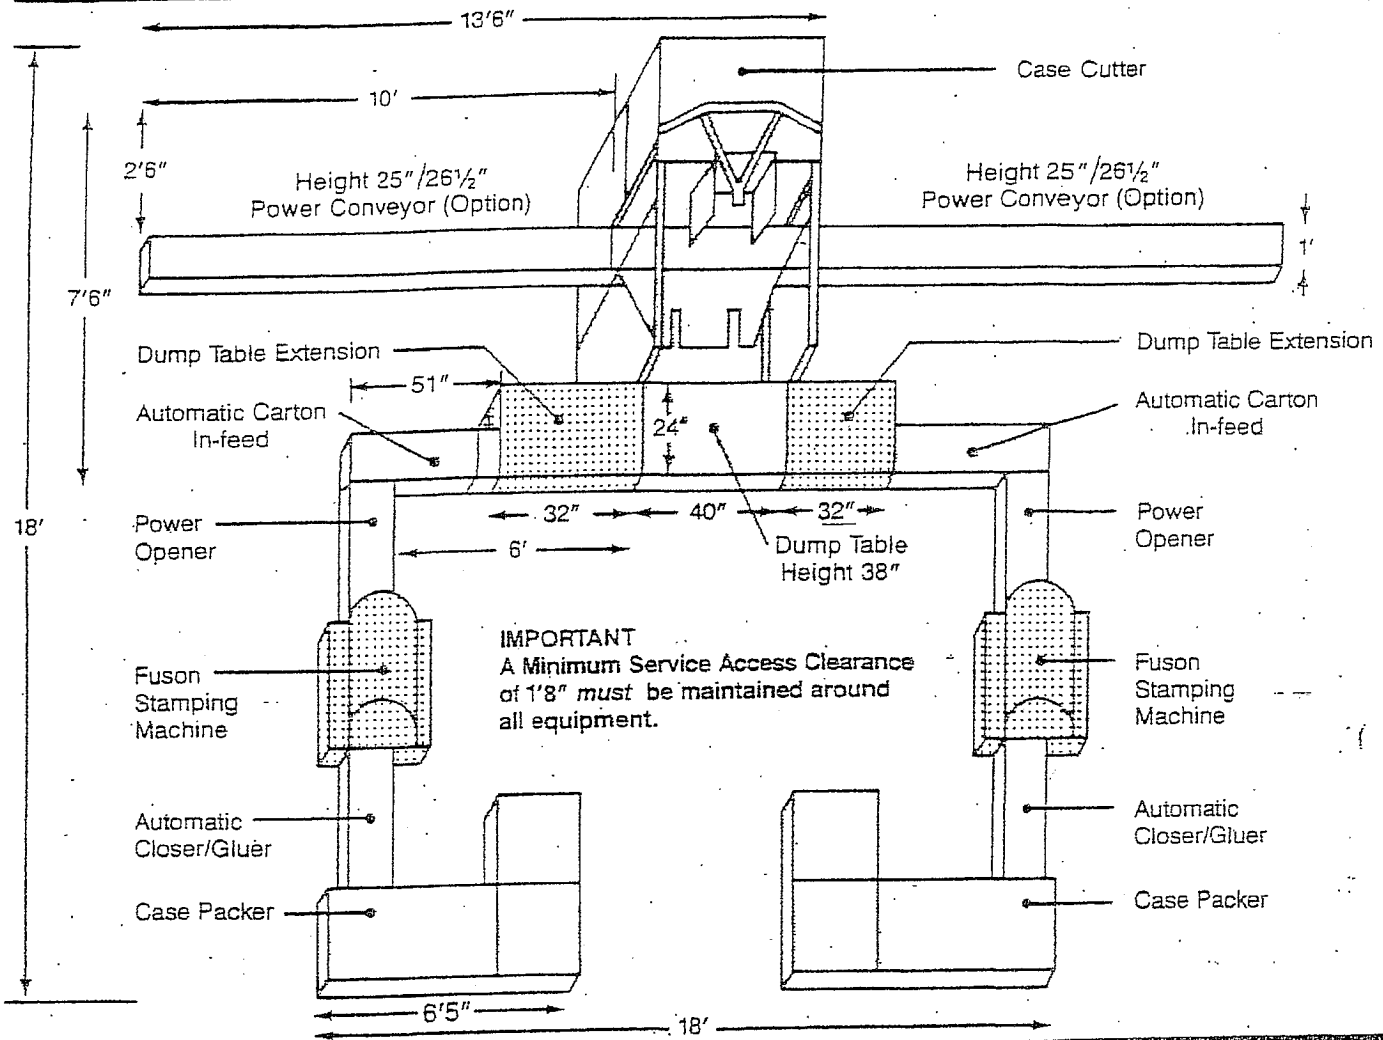 13'6"
Case Cutter
10'
2'6"
Height 25"/26½"
Power Conveyor (Option)
Height 25"/26½"
Power Conveyor (Option)
1'
7'6"
Dump Table Extension
Dump Table Extension
51"
Automatic Carton
In-feed
24"
Automatic Carton
In-feed
18'
Power
Opener
32"
40"
32"
6'
Dump Table
Height 38"
Power
Opener
IMPORTANT
A Minimum Service Access Clearance
of 1'8" must be maintained around
all equipment.
Fuson
Stamping
Machine
Fuson
Stamping
Machine
Automatic
Closer/Gluer
Automatic
Closer/Gluer
Case Packer
Case Packer
6'5"
18'